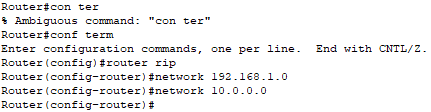 Router#con ter
% Ambiguous command: "con ter"
Router#conf term
Enter configuration commands, one per line.  End with CNTL/Z.
Router(config)#router rip
Router(config-router)#network 192.168.1.0
Router(config-router)#network 10.0.0.0
Router(config-router)#